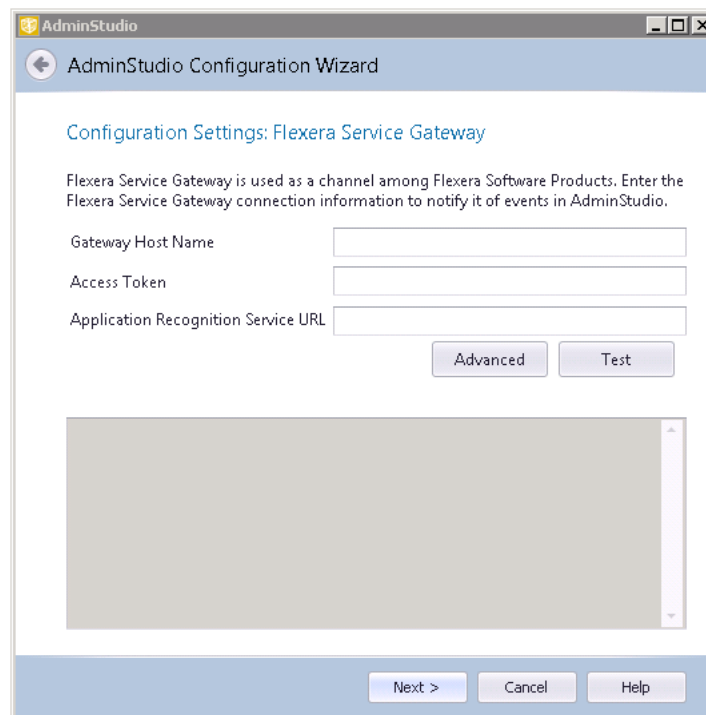 AdminStudio
AdminStudio Configuration Wizard
Configuration Settings: Flexera Service Gateway
Flexera Service Gateway is used as a channel among Flexera Software Products. Enter the
Flexera Service Gateway connection information to notify it of events in AdminStudio.
Gateway Host Name
Access Token
Application Recognition Service URL
Advanced Test
Next > Cancel Help